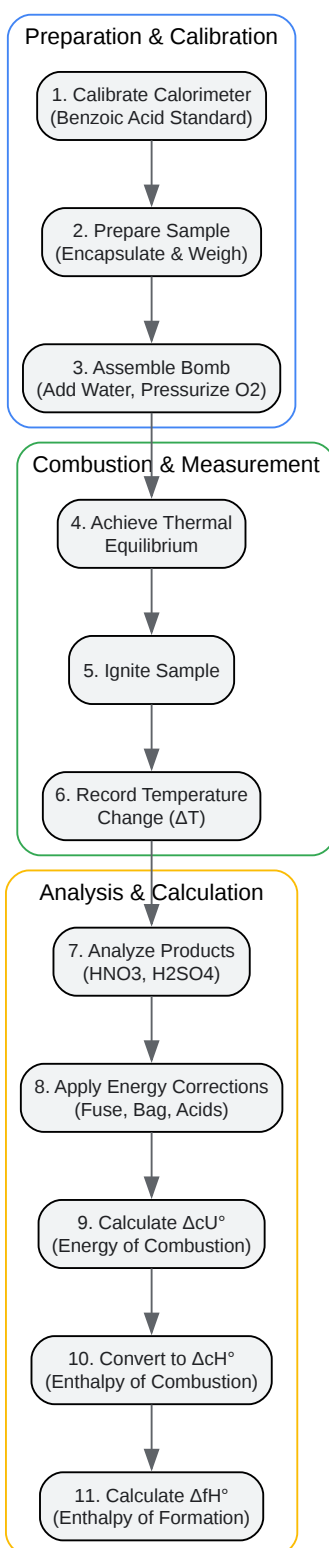 Preparation & Calibration
1. Calibrate Calorimeter
(Benzoic Acid Standard)
2. Prepare Sample
(Encapsulate & Weigh)
3. Assemble Bomb
(Add Water, Pressurize O2)
Combustion & Measurement
4. Achieve Thermal
Equilibrium
5. Ignite Sample
6. Record Temperature
Change (ΔT)
Analysis & Calculation
7. Analyze Products
(HNO3, H2SO4)
8. Apply Energy Corrections
(Fuse, Bag, Acids)
9. Calculate ΔcU°
(Energy of Combustion)
10. Convert to ΔcH°
(Enthalpy of Combustion)
11. Calculate ΔfH°
(Enthalpy of Formation)